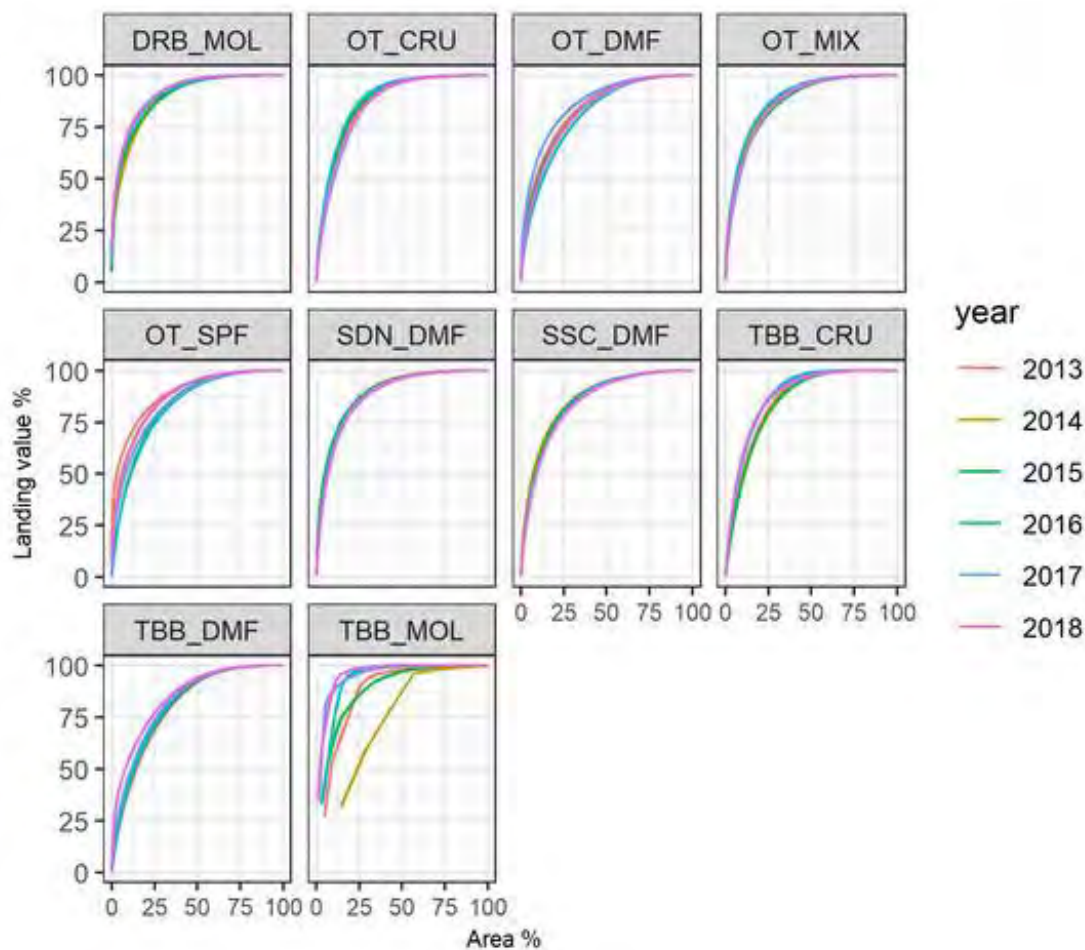 DRB_MOL OT_CRU OT_DMF OT_MIX
100
75
50
25
0
OT_SPF SDN_DMF SSC_DMF TBB_CRU
100
75
50
25
0
0 25 50 75 100 0 25 50 75 100
TBB_DMF TBB_MOL
100
75
50
25
0
0 25 50 75 100 0 25 50 75 100
Area %
Landing value %
year
2013
2014
2015
2016
2017
2018